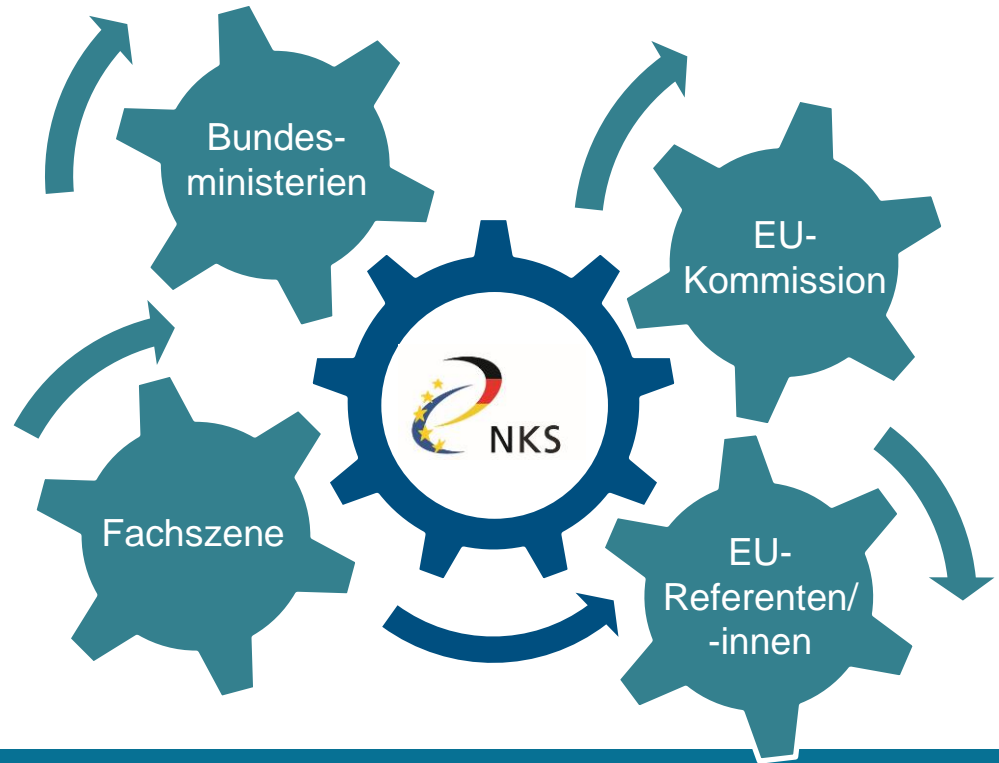 Bundes-
ministerien
EU-
Kommission
NKS
Fachszene
EU-
Referenten/
-innen